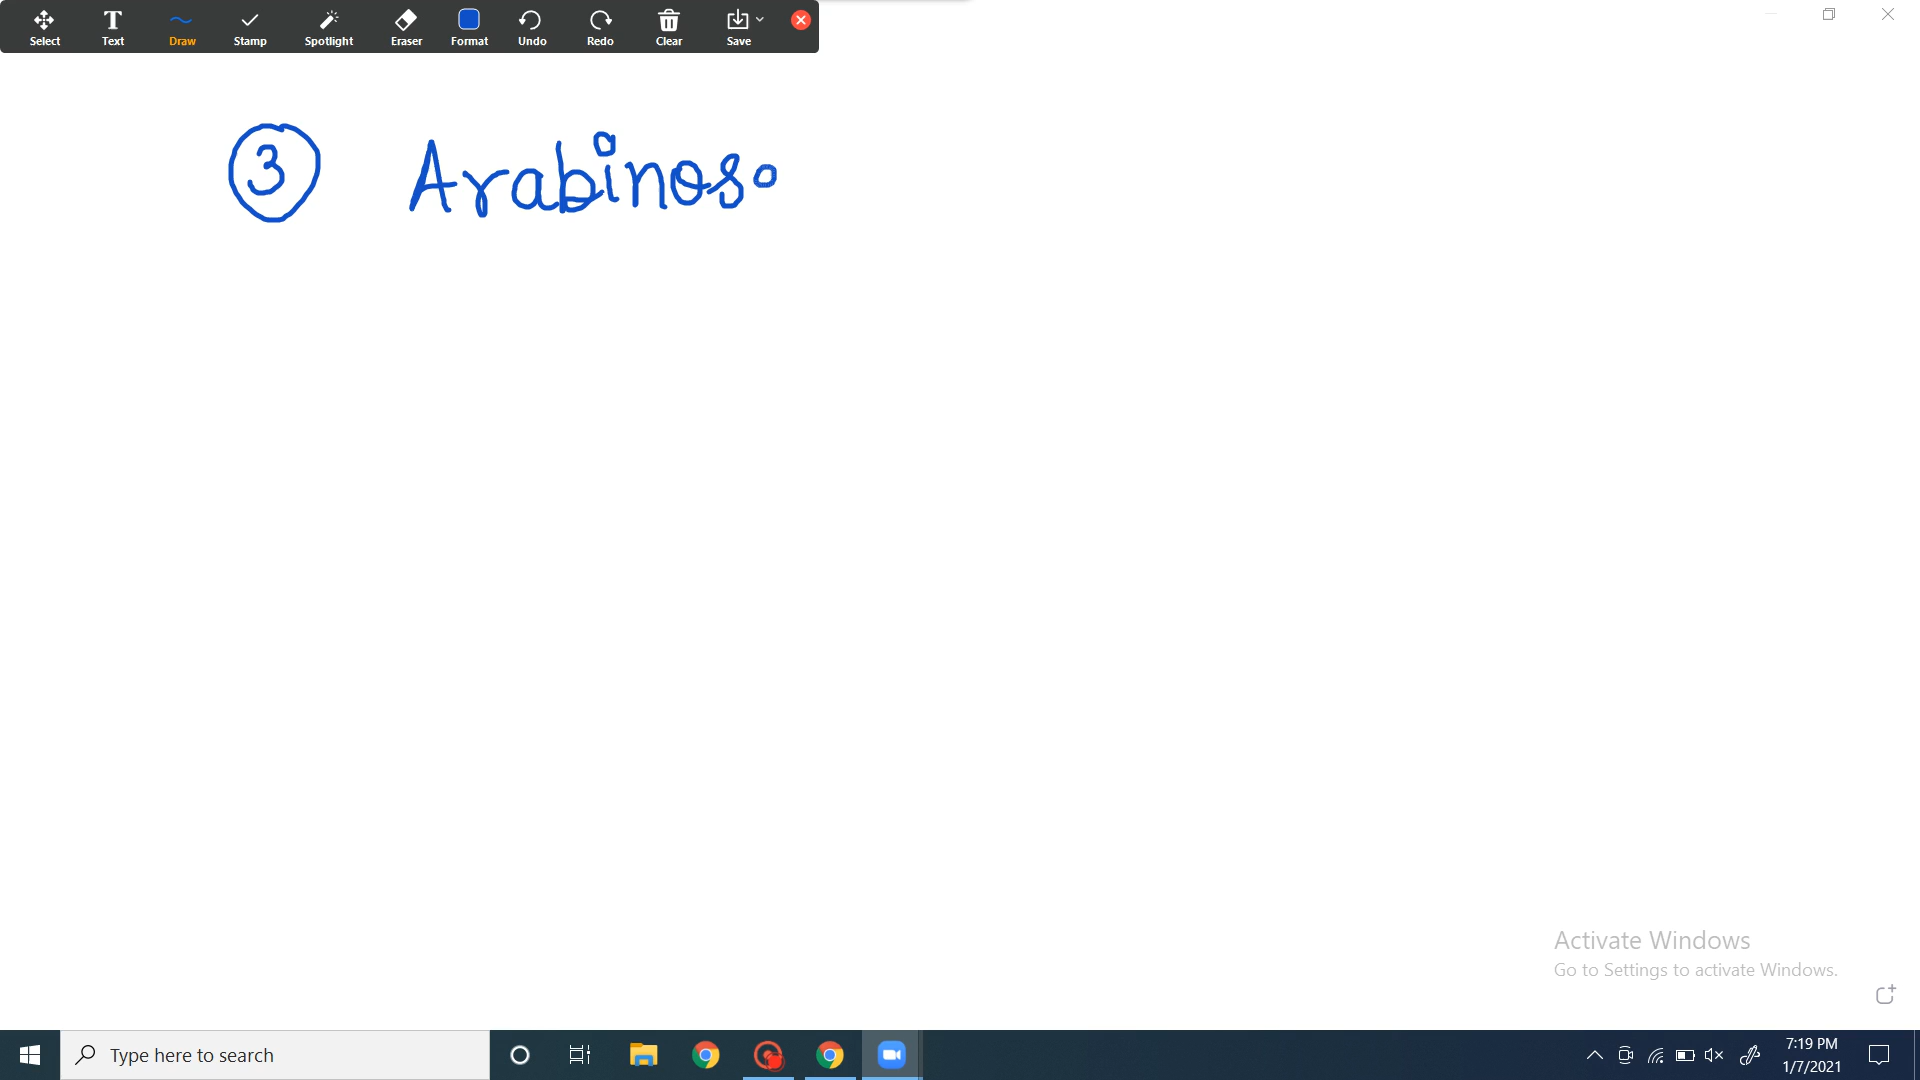 Select Text Draw Stamp Spotlight Eraser Format Undo Redo Clear Save
3 Arabinoso
Activate Windows
Go to Settings to activate Windows.
Type here to search
7:19 PM
1/7/2021